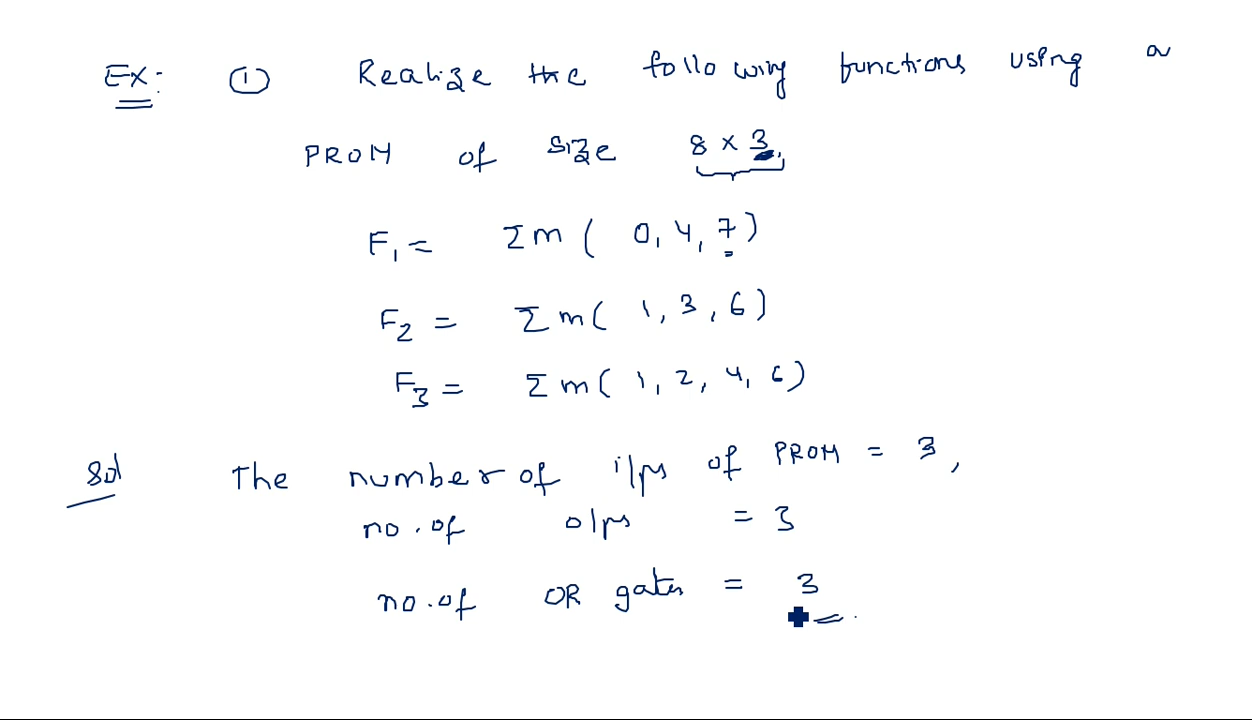 Ex: ① Realize the following functions using a
PROM of size 8 x 3.
F₁ = Σm ( 0, 4, 7 )
F₂ = Σm ( 1, 3, 6 )
F₃ = Σm ( 1, 2, 4, 6 )
Sol The number of i/ps of PROM = 3,
no. of o/ps = 3
no. of OR gates = 3